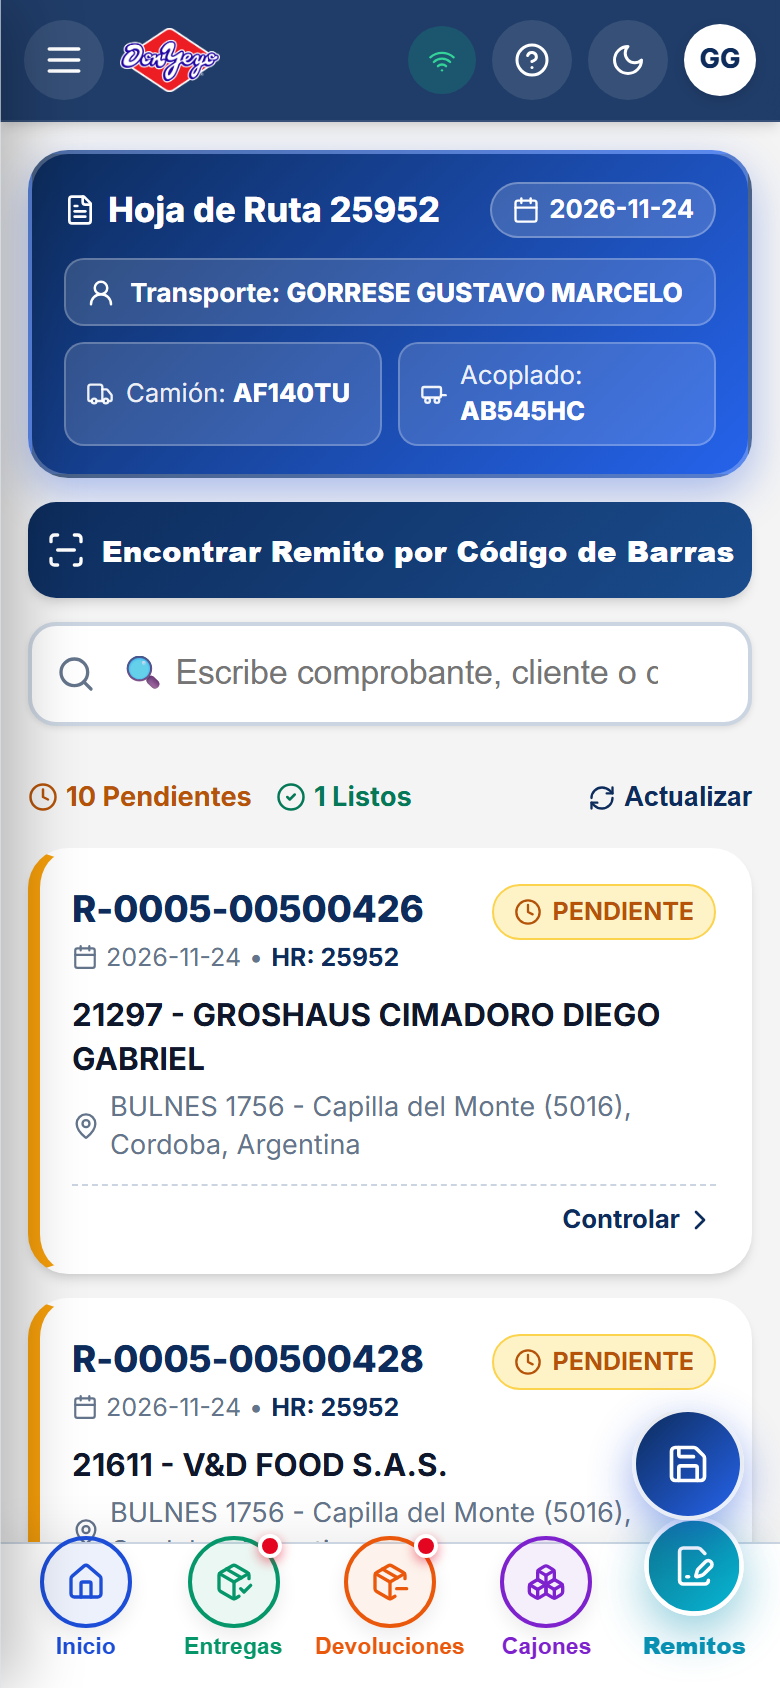 DonYeyo
GG
Hoja de Ruta 25952
2026-11-24
Transporte: GORRESE GUSTAVO MARCELO
Camión: AF140TU
Acoplado:
AB545HC
Encontrar Remito por Código de Barras
🔍 Escribe comprobante, cliente o c
10 Pendientes
1 Listos
Actualizar
R-0005-00500426
PENDIENTE
2026-11-24 • HR: 25952
21297 - GROSHAUS CIMADORO DIEGO
GABRIEL
BULNES 1756 - Capilla del Monte (5016),
Cordoba, Argentina
Controlar
R-0005-00500428
PENDIENTE
2026-11-24 • HR: 25952
21611 - V&D FOOD S.A.S.
BULNES 1756 - Capilla del Monte (5016),
Inicio
Entregas
Devoluciones
Cajones
Remitos